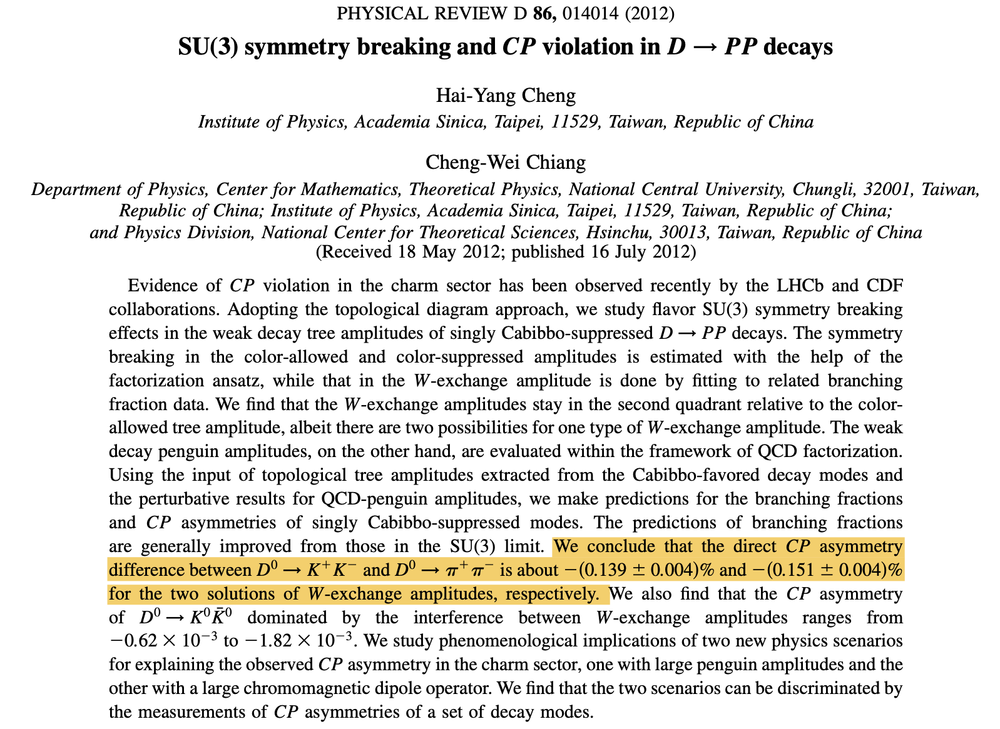 PHYSICAL REVIEW D 86, 014014 (2012)
SU(3) symmetry breaking and CP violation in D → PP decays
Hai-Yang Cheng
Institute of Physics, Academia Sinica, Taipei, 11529, Taiwan, Republic of China
Cheng-Wei Chiang
Department of Physics, Center for Mathematics, Theoretical Physics, National Central University, Chungli, 32001, Taiwan,
Republic of China; Institute of Physics, Academia Sinica, Taipei, 11529, Taiwan, Republic of China;
and Physics Division, National Center for Theoretical Sciences, Hsinchu, 30013, Taiwan, Republic of China
(Received 18 May 2012; published 16 July 2012)
Evidence of CP violation in the charm sector has been observed recently by the LHCb and CDF
collaborations. Adopting the topological diagram approach, we study flavor SU(3) symmetry breaking
effects in the weak decay tree amplitudes of singly Cabibbo-suppressed D → PP decays. The symmetry
breaking in the color-allowed and color-suppressed amplitudes is estimated with the help of the
factorization ansatz, while that in the W-exchange amplitude is done by fitting to related branching
fraction data. We find that the W-exchange amplitudes stay in the second quadrant relative to the color-
allowed tree amplitude, albeit there are two possibilities for one type of W-exchange amplitude. The weak
decay penguin amplitudes, on the other hand, are evaluated within the framework of QCD factorization.
Using the input of topological tree amplitudes extracted from the Cabibbo-favored decay modes and
the perturbative results for QCD-penguin amplitudes, we make predictions for the branching fractions
and CP asymmetries of singly Cabibbo-suppressed modes. The predictions of branching fractions
are generally improved from those in the SU(3) limit. We conclude that the direct CP asymmetry
difference between D⁰ → K⁺K⁻ and D⁰ → π⁺π⁻ is about −(0.139 ± 0.004)% and −(0.151 ± 0.004)%
for the two solutions of W-exchange amplitudes, respectively. We also find that the CP asymmetry
of D⁰ → K⁰K̄⁰ dominated by the interference between W-exchange amplitudes ranges from
−0.62 × 10⁻³ to −1.82 × 10⁻³. We study phenomenological implications of two new physics scenarios
for explaining the observed CP asymmetry in the charm sector, one with large penguin amplitudes and the
other with a large chromomagnetic dipole operator. We find that the two scenarios can be discriminated by
the measurements of CP asymmetries of a set of decay modes.